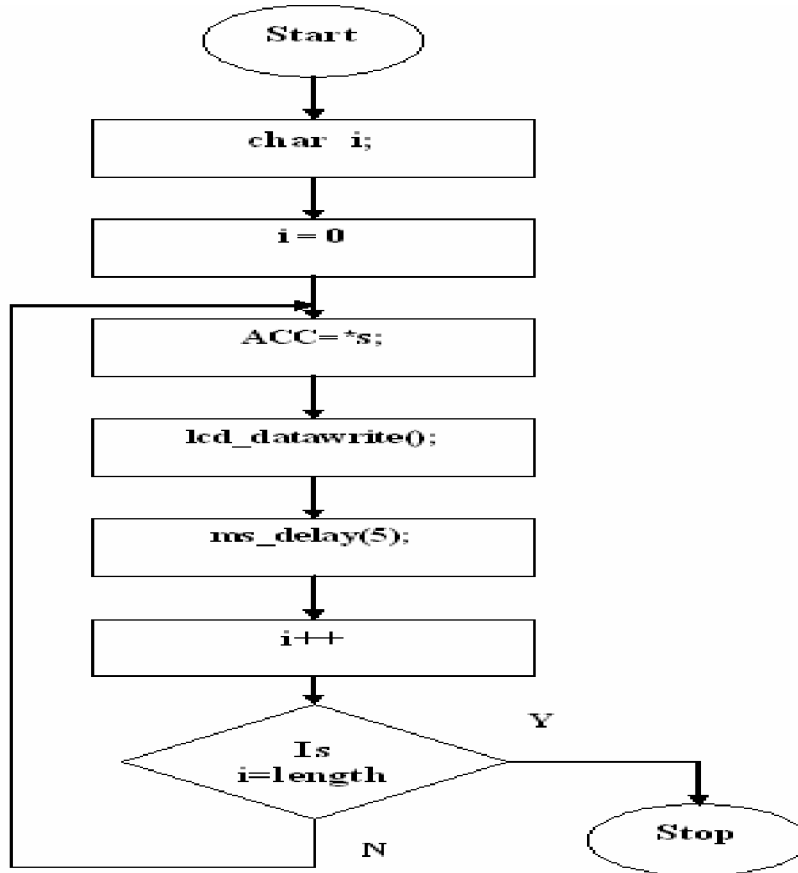 Start
char i;
i = 0
ACC=*s;
lcd_datawrite();
ms_delay(5);
i++
Is
i=length
Y
N
Stop